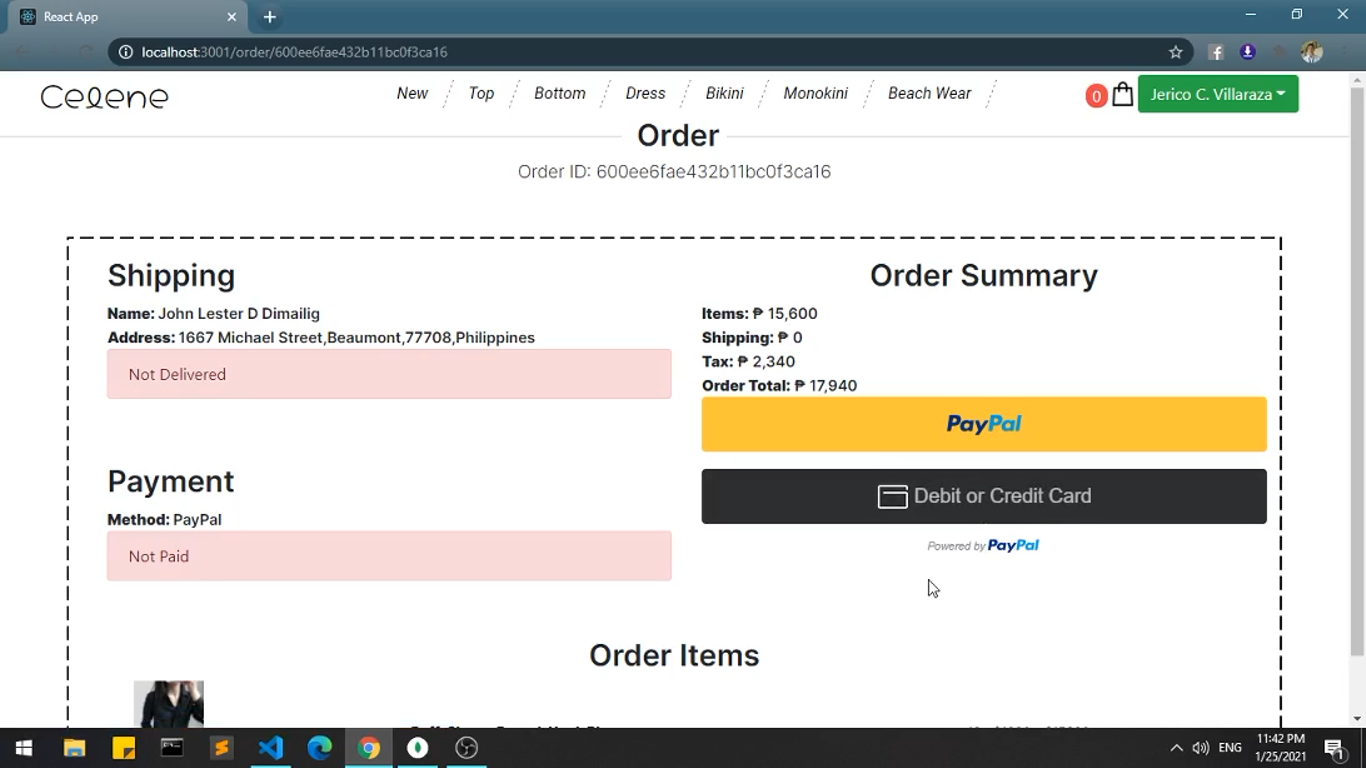 React App
localhost:3001/order/600ee6fae432b11bc0f3ca16
Celene
New
Top
Bottom
Dress
Bikini
Monokini
Beach Wear
0
Jerico C. Villaraza
Order
Order ID: 600ee6fae432b11bc0f3ca16
Shipping
Name: John Lester D Dimailig
Address: 1667 Michael Street,Beaumont,77708,Philippines
Not Delivered
Payment
Method: PayPal
Not Paid
Order Summary
Items: ₱ 15,600
Shipping: ₱ 0
Tax: ₱ 2,340
Order Total: ₱ 17,940
PayPal
Debit or Credit Card
Powered by PayPal
Order Items
ENG
11:42 PM
1/25/2021
1